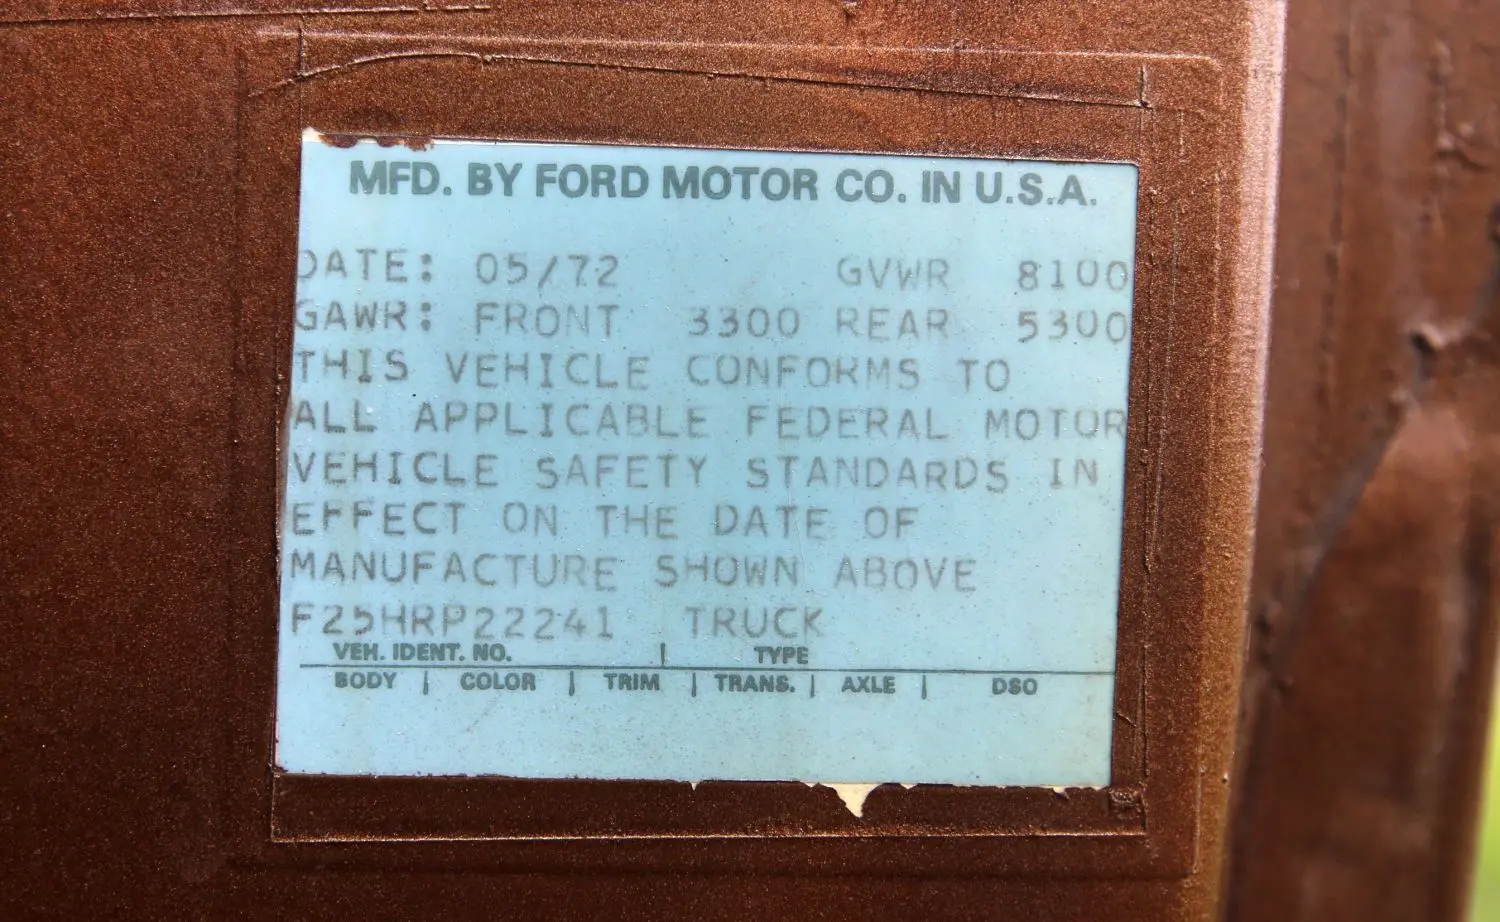 MFD. BY FORD MOTOR CO. IN U.S.A.
DATE: 05/72 GVWR 8100
GAWR: FRONT 3300 REAR 5300
THIS VEHICLE CONFORMS TO
ALL APPLICABLE FEDERAL MOTOR
VEHICLE SAFETY STANDARDS IN
EFFECT ON THE DATE OF
MANUFACTURE SHOWN ABOVE
F25HRP22241 TRUCK
VEH. IDENT. NO. | TYPE
BODY | COLOR | TRIM | TRANS. | AXLE | DSO